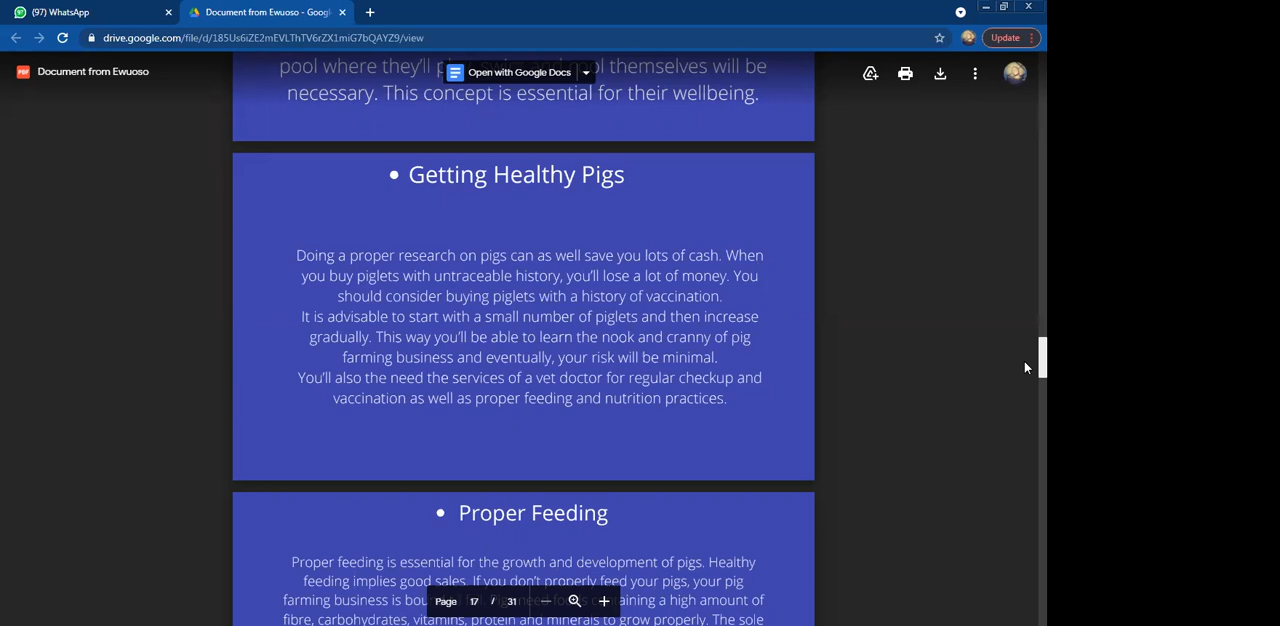 (97) WhatsApp
Document from Ewuoso - Googl
Update
drive.google.com/file/d/185Us6iZE2mEVLThTV6rZX1miG7bQAYZ9/view
PDF
Document from Ewuoso
Open with Google Docs
pool where they'll themselves will be
necessary. This concept is essential for their wellbeing.
• Getting Healthy Pigs
Doing a proper research on pigs can as well save you lots of cash. When
you buy piglets with untraceable history, you'll lose a lot of money. You
should consider buying piglets with a history of vaccination.
It is advisable to start with a small number of piglets and then increase
gradually. This way you'll be able to learn the nook and cranny of pig
farming business and eventually, your risk will be minimal.
You'll also the need the services of a vet doctor for regular checkup and
vaccination as well as proper feeding and nutrition practices.
• Proper Feeding
Proper feeding is essential for the growth and development of pigs. Healthy
feeding implies good sales. If you don't properly feed your pigs, your pig
farming business is a high amount of
fibre, carbohydrates, vitamins, protein and minerals to grow properly. The sole
Page 17 / 31